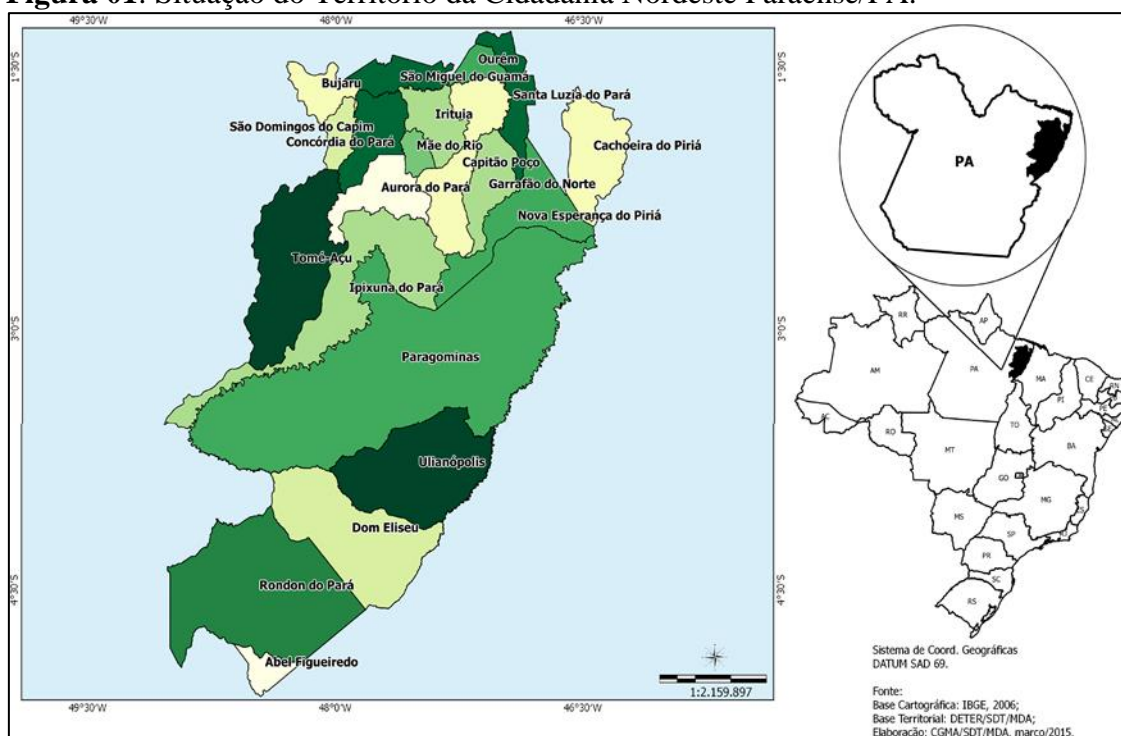 Figura 01: Situação do Território da Cidadania Nordeste Paraense/PA.
49°30'W 48°0'W 46°30'W
1°30'S 1°30'S
Ourém
São Miguel do Guamá
Bujaru
Santa Luzia do Pará
Irituia
São Domingos do Capim
Concórdia do Pará
Mãe do Rio
Cachoeira do Piriá
Capitão Poço
Aurora do Pará
Garrafão do Norte
Nova Esperança do Piriá
Tomé-Açu
Ipixuna do Pará
3°0'S 3°0'S
Paragominas
Ulianópolis
Dom Eliseu
4°30'S 4°30'S
Rondon do Pará
Abel Figueiredo
1:2.159.897
49°30'W 48°0'W 46°30'W
PA
RR
AP
AM
PA
MA
CE
RN
PI
PE
AC
TO
RO
BA
MT
GO
MG
ES
MS
SP
PR
SC
RS
Sistema de Coord. Geográficas
DATUM SAD 69.
Fonte:
Base Cartográfica: IBGE, 2006;
Base Territorial: DETER/SDT/MDA;
Elaboração: CGMA/SDT/MDA, março/2015.